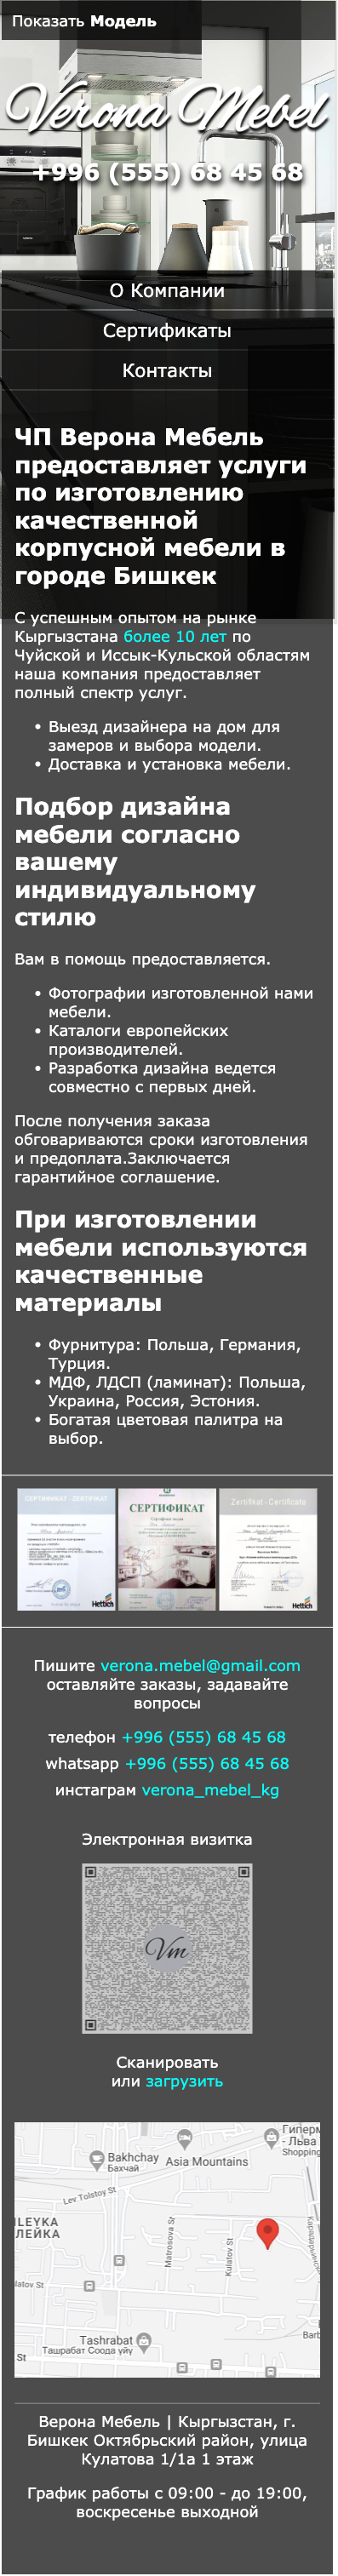 Показать Модель
Verona Mebel
+996 (555) 68 45 68
О Компании
Сертификаты
Контакты
ЧП Верона Мебель
предоставляет услуги
по изготовлению
качественной
корпусной мебели в
городе Бишкек
С успешным опытом на рынке
Кыргызстана более 10 лет по
Чуйской и Иссык-Кульской областям
наша компания предоставляет
полный спектр услуг.
• Выезд дизайнера на дом для
замеров и выбора модели.
• Доставка и установка мебели.
Подбор дизайна
мебели согласно
вашему
индивидуальному
стилю
Вам в помощь предоставляется.
• Фотографии изготовленной нами
мебели.
• Каталоги европейских
производителей.
• Разработка дизайна ведется
совместно с первых дней.
После получения заказа
обговариваются сроки изготовления
и предоплата.Заключается
гарантийное соглашение.
При изготовлении
мебели используются
качественные
материалы
• Фурнитура: Польша, Германия,
Турция.
• МДФ, ЛДСП (ламинат): Польша,
Украина, Россия, Эстония.
• Богатая цветовая палитра на
выбор.
СЕРТИФИКАТ - ZERTIFIKAT
Hettich
СЕРТИФИКАТ
Zertifikat - Certificate
Hettich
Пишите verona.mebel@gmail.com
оставляйте заказы, задавайте
вопросы
телефон +996 (555) 68 45 68
whatsapp +996 (555) 68 45 68
инстаграм verona_mebel_kg
Электронная визитка
Vm
Сканировать
или загрузить
Гиперм
- Льва
Shopping
Bakhchay
Бахчай
Asia Mountains
Lev Tolstoy St
ILEYKA
ЛЕЙКА
Matrosova St
Kulatov St
latov St
Barb
Tashrabat
Ташрабат Соода үйү
St
Верона Мебель | Кыргызстан, г.
Бишкек Октябрьский район, улица
Кулатова 1/1а 1 этаж
График работы с 09:00 - до 19:00,
воскресенье выходной